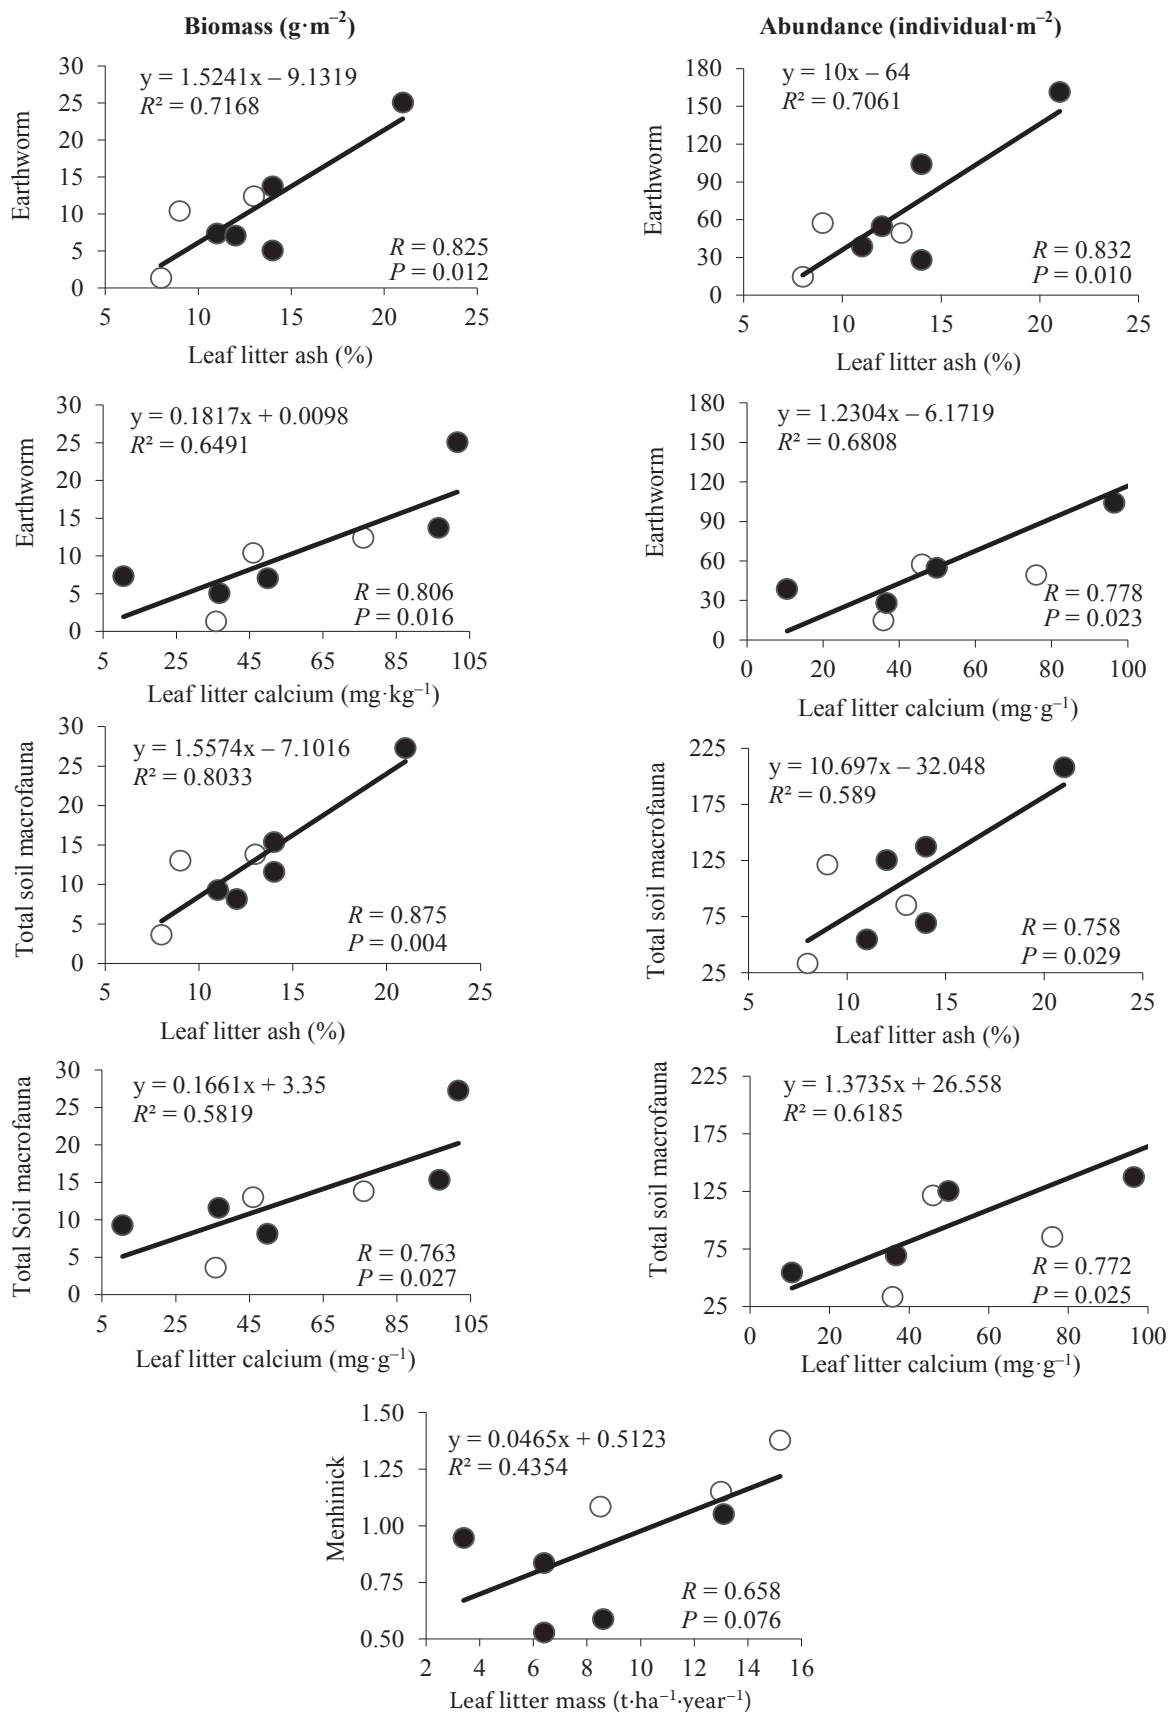 Biomass (g·m⁻²)
Abundance (individual·m⁻²)
y = 1.5241x – 9.1319
R² = 0.7168
30
25
20
15
10
5
0
Earthworm
R = 0.825
P = 0.012
5 10 15 20 25
Leaf litter ash (%)
y = 10x – 64
R² = 0.7061
180
150
120
90
60
30
0
Earthworm
R = 0.832
P = 0.010
5 10 15 20 25
Leaf litter ash (%)
y = 0.1817x + 0.0098
R² = 0.6491
30
25
20
15
10
5
0
Earthworm
R = 0.806
P = 0.016
5 25 45 65 85 105
Leaf litter calcium (mg·kg⁻¹)
y = 1.2304x – 6.1719
R² = 0.6808
180
150
120
90
60
30
0
Earthworm
R = 0.778
P = 0.023
0 20 40 60 80 100
Leaf litter calcium (mg·g⁻¹)
y = 1.5574x – 7.1016
R² = 0.8033
30
25
20
15
10
5
0
Total soil macrofauna
R = 0.875
P = 0.004
5 10 15 20 25
Leaf litter ash (%)
y = 10.697x – 32.048
R² = 0.589
225
175
125
75
25
Total soil macrofauna
R = 0.758
P = 0.029
5 10 15 20 25
Leaf litter ash (%)
y = 0.1661x + 3.35
R² = 0.5819
30
25
20
15
10
5
0
Total Soil macrofauna
R = 0.763
P = 0.027
5 25 45 65 85 105
Leaf litter calcium (mg·g⁻¹)
y = 1.3735x + 26.558
R² = 0.6185
225
175
125
75
25
Total soil macrofauna
R = 0.772
P = 0.025
0 20 40 60 80 100
Leaf litter calcium (mg·g⁻¹)
y = 0.0465x + 0.5123
R² = 0.4354
1.50
1.25
1.00
0.75
0.50
Menhinick
R = 0.658
P = 0.076
2 4 6 8 10 12 14 16
Leaf litter mass (t·ha⁻¹·year⁻¹)